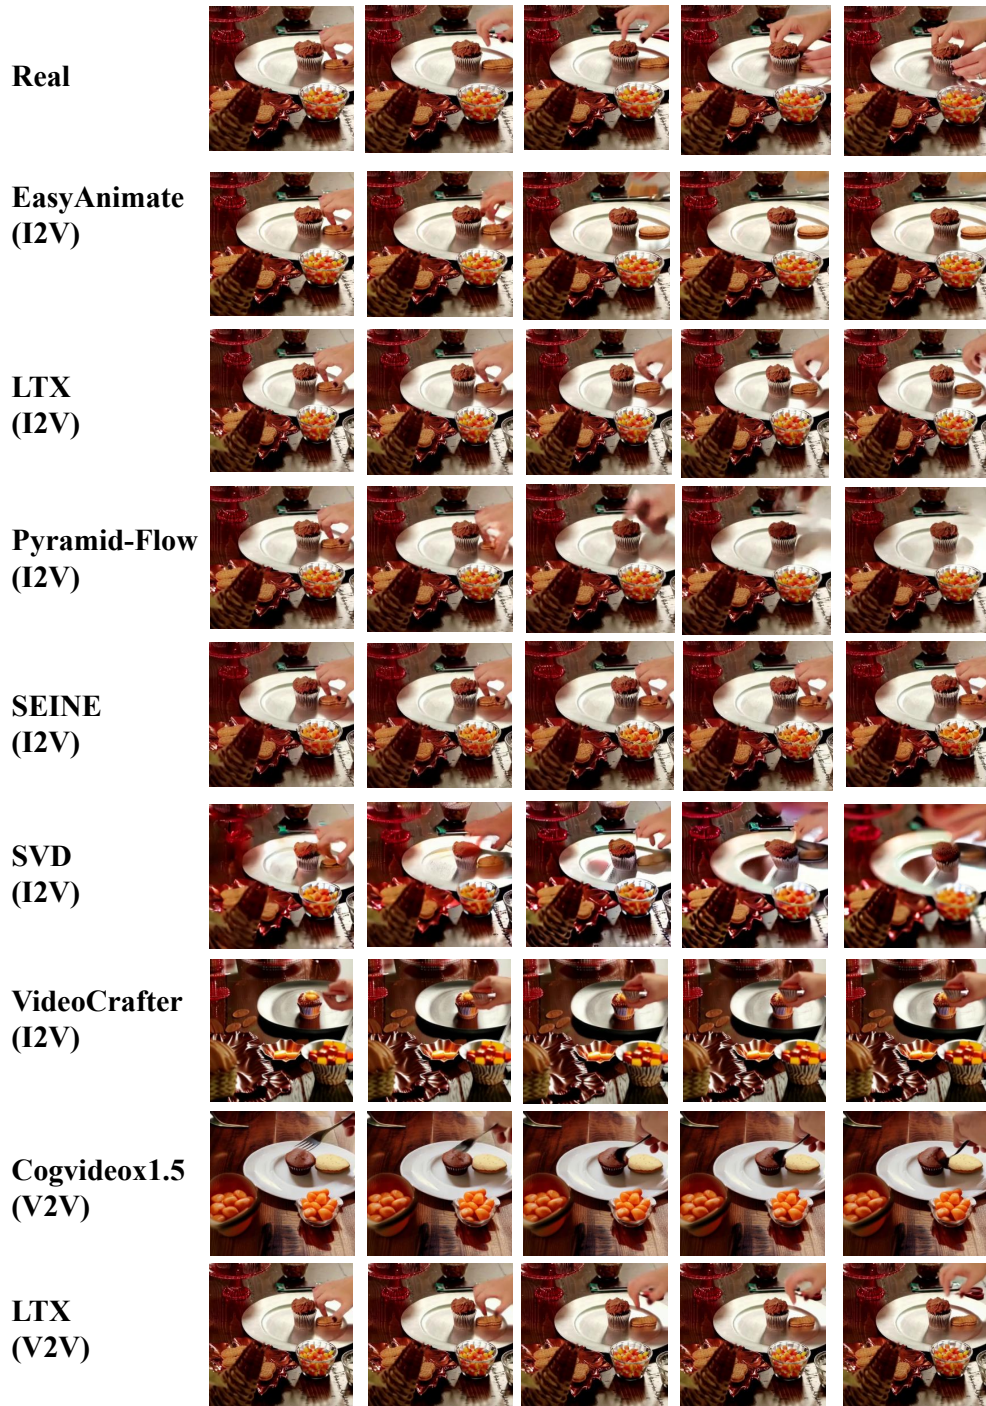 Real
EasyAnimate
(I2V)
LTX
(I2V)
Pyramid-Flow
(I2V)
SEINE
(I2V)
SVD
(I2V)
VideoCrafter
(I2V)
Cogvideox1.5
(V2V)
LTX
(V2V)